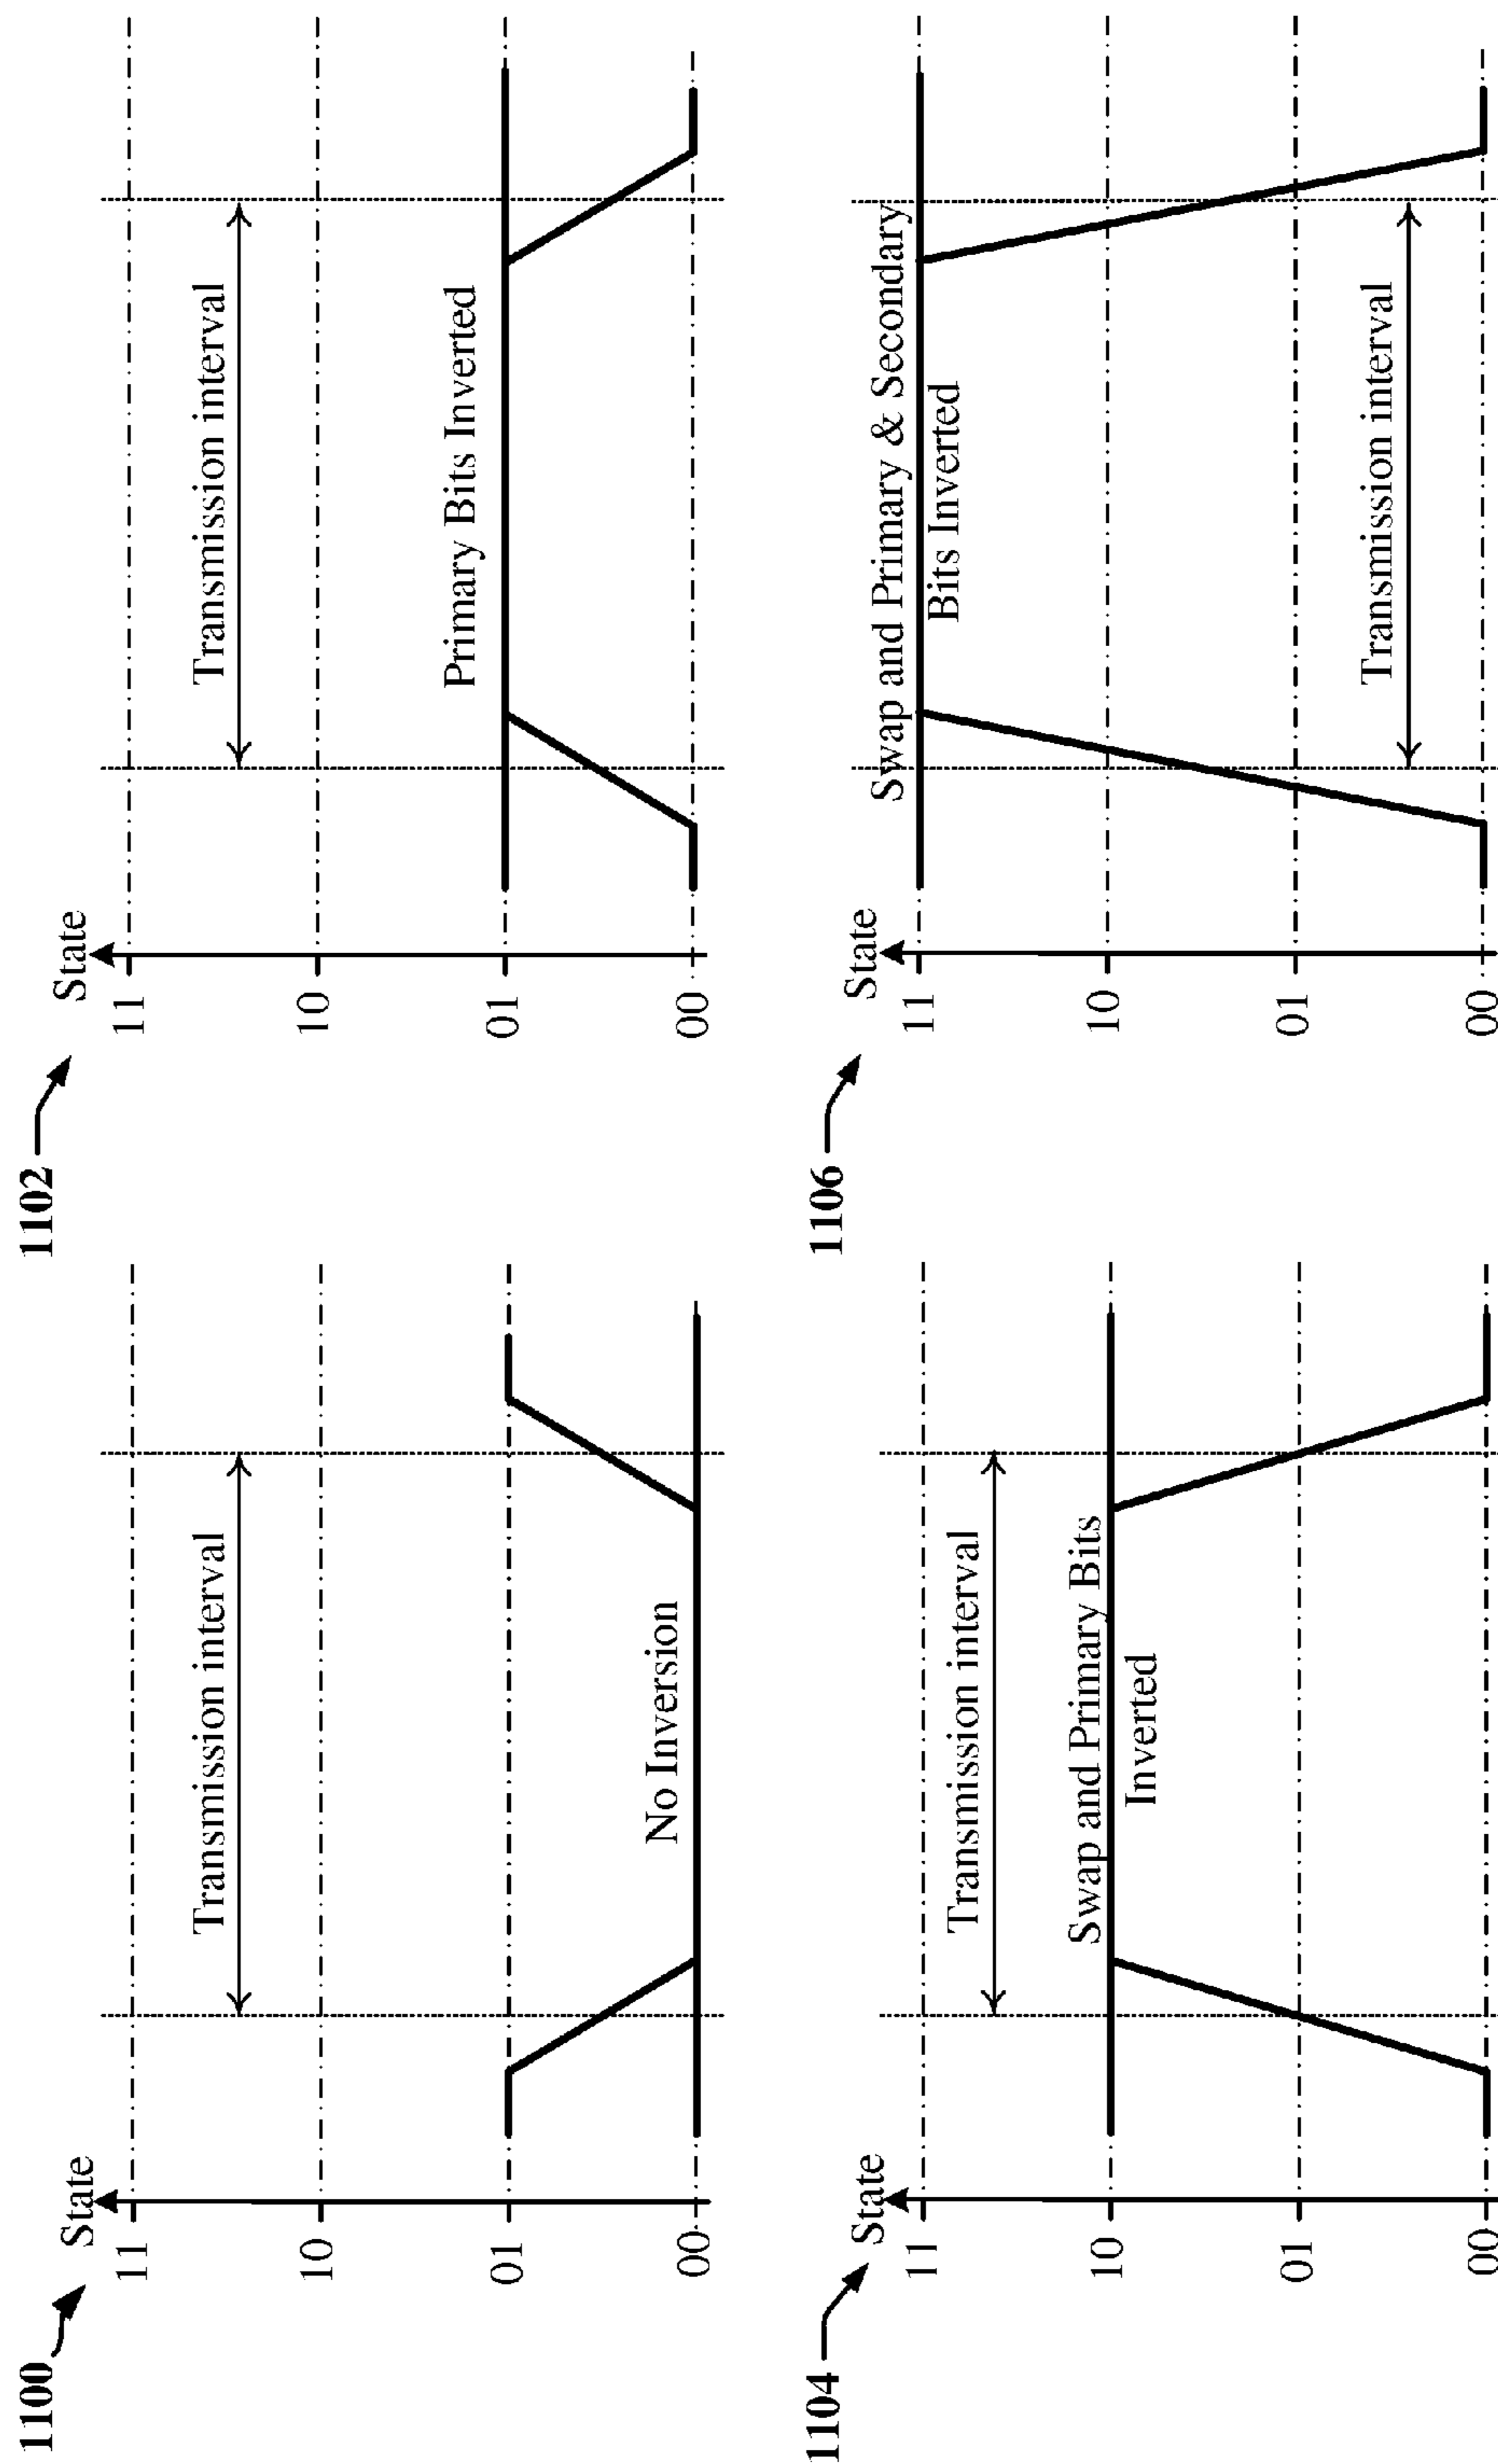 1100
State
11
10
01
00
Transmission interval
No Inversion
1102
State
11
10
01
00
Transmission interval
Primary Bits Inverted
1104
State
11
10
01
00
Transmission interval
Swap and Primary Bits
Inverted
1106
State
11
10
01
00
Swap and Primary & Secondary
Bits Inverted
Transmission interval